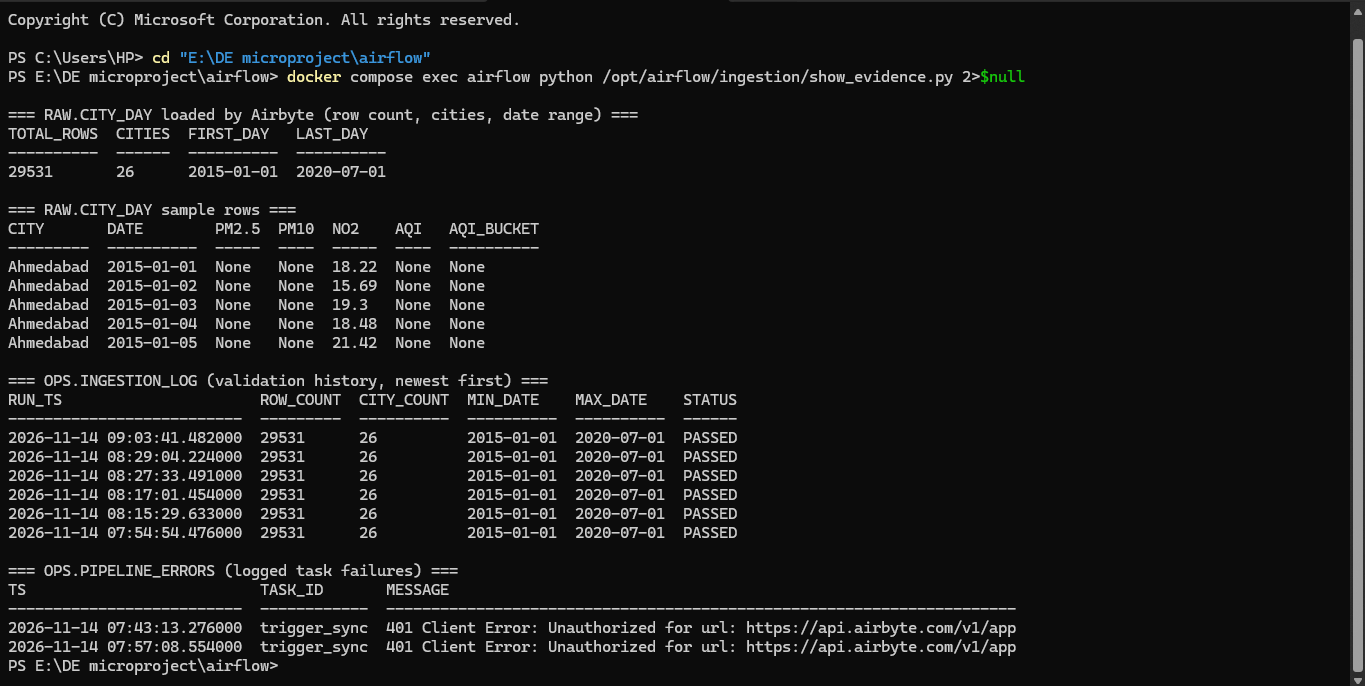 Copyright (C) Microsoft Corporation. All rights reserved.
PS C:\Users\HP> cd "E:\DE microproject\airflow"
PS E:\DE microproject\airflow> docker compose exec airflow python /opt/airflow/ingestion/show_evidence.py 2>$null
=== RAW.CITY_DAY loaded by Airbyte (row count, cities, date range) ===
TOTAL_ROWS  CITIES  FIRST_DAY   LAST_DAY
----------  ------  ----------  ----------
29531       26      2015-01-01  2020-07-01
=== RAW.CITY_DAY sample rows ===
CITY       DATE        PM2.5  PM10  NO2    AQI   AQI_BUCKET
---------  ----------  -----  ----  -----  ----  ----------
Ahmedabad  2015-01-01  None   None  18.22  None  None
Ahmedabad  2015-01-02  None   None  15.69  None  None
Ahmedabad  2015-01-03  None   None  19.3   None  None
Ahmedabad  2015-01-04  None   None  18.48  None  None
Ahmedabad  2015-01-05  None   None  21.42  None  None
=== OPS.INGESTION_LOG (validation history, newest first) ===
RUN_TS                      ROW_COUNT  CITY_COUNT  MIN_DATE    MAX_DATE    STATUS
--------------------------  ---------  ----------  ----------  ----------  ------
2026-11-14 09:03:41.482000  29531      26          2015-01-01  2020-07-01  PASSED
2026-11-14 08:29:04.224000  29531      26          2015-01-01  2020-07-01  PASSED
2026-11-14 08:27:33.491000  29531      26          2015-01-01  2020-07-01  PASSED
2026-11-14 08:17:01.454000  29531      26          2015-01-01  2020-07-01  PASSED
2026-11-14 08:15:29.633000  29531      26          2015-01-01  2020-07-01  PASSED
2026-11-14 07:54:54.476000  29531      26          2015-01-01  2020-07-01  PASSED
=== OPS.PIPELINE_ERRORS (logged task failures) ===
TS                          TASK_ID       MESSAGE
--------------------------  ------------  ----------------------------------------------------------------------
2026-11-14 07:43:13.276000  trigger_sync  401 Client Error: Unauthorized for url: https://api.airbyte.com/v1/app
2026-11-14 07:57:08.554000  trigger_sync  401 Client Error: Unauthorized for url: https://api.airbyte.com/v1/app
PS E:\DE microproject\airflow>